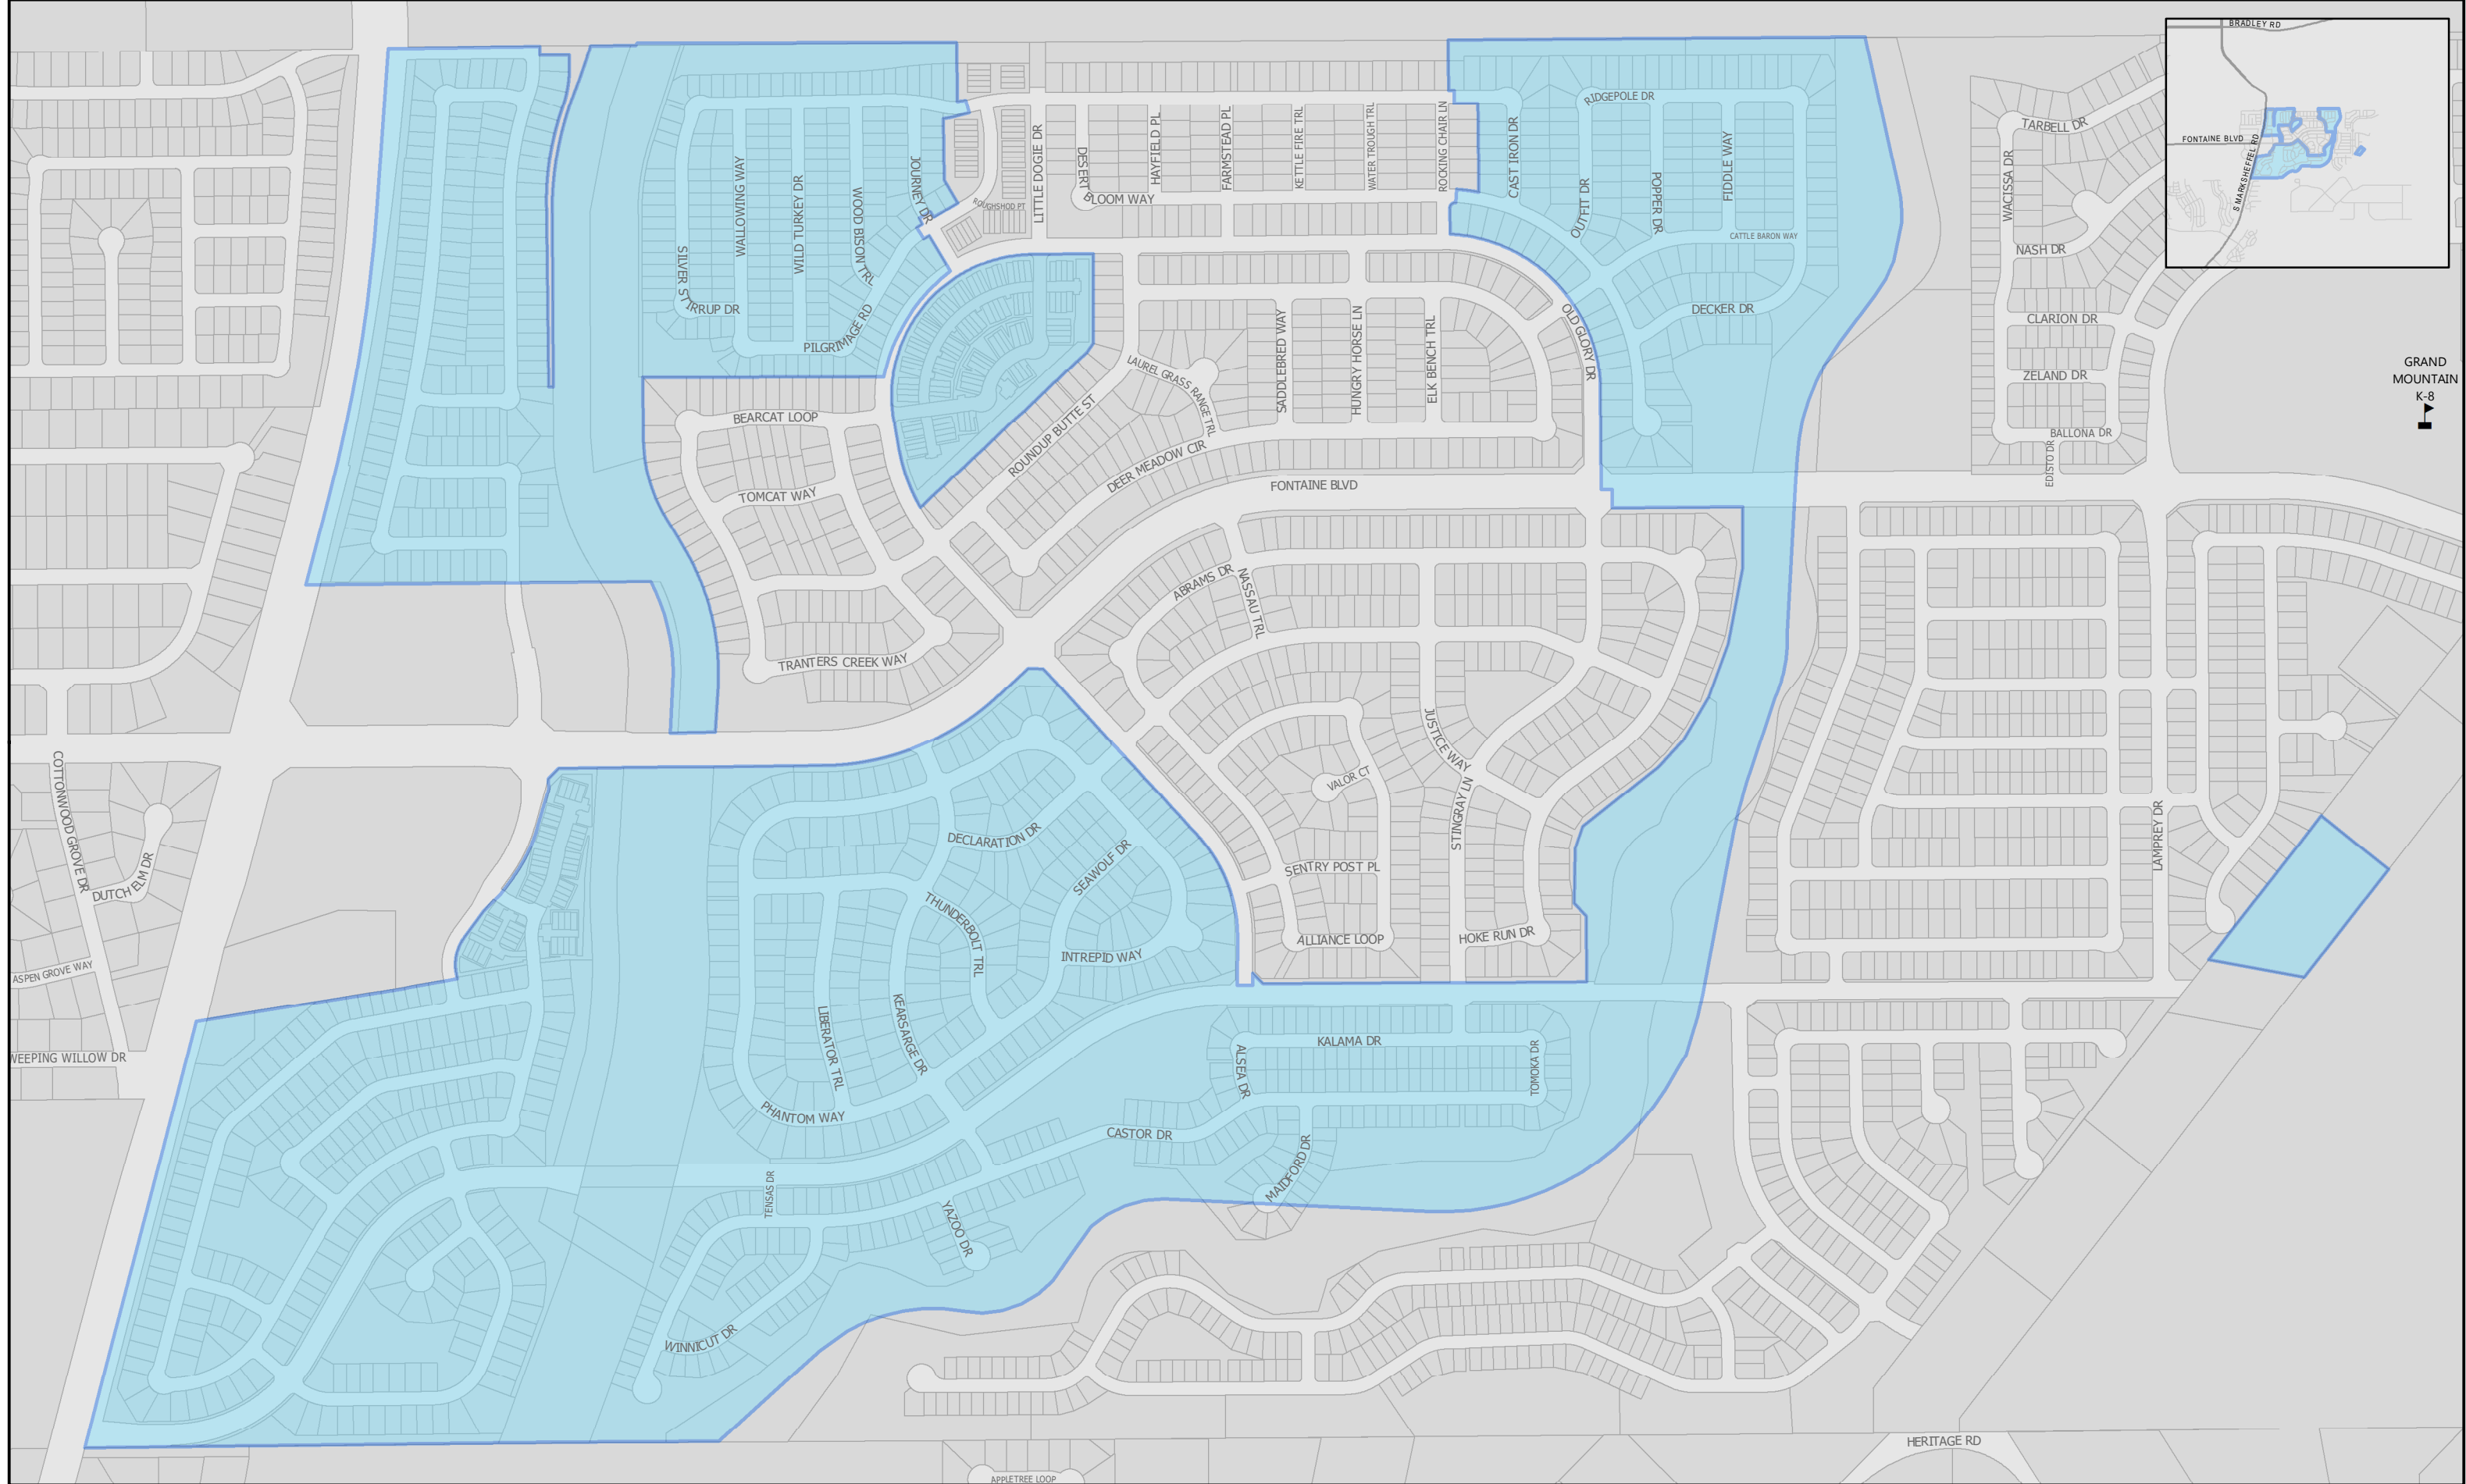 BRADLEY RD
FONTAINE BLVD
S MARKSHEFFEL RD
GRAND
MOUNTAIN
K-8
RIDGEPOLE DR
CAST IRON DR
OUTFIT DR
POPPER DR
FIDDLE WAY
CATTLE BARON WAY
DECKER DR
OLD GLORY DR
TARBELL DR
WACISSA DR
NASH DR
CLARION DR
ZELAND DR
BALLONA DR
EDISTO DR
LITTLE DOGIE DR
DESERT BLOOM WAY
HAYFIELD PL
FARMSTEAD PL
KETTLE FIRE TRL
WATER TROUGH TRL
ROCKING CHAIR LN
ROUGHSHOD PT
JOURNEY DR
WOOD BISON TRL
WILD TURKEY DR
WALLOWING WAY
SILVER STIRRUP DR
PILGRIMAGE RD
BEARCAT LOOP
TOMCAT WAY
TRANTERS CREEK WAY
ROUNDUP BUTTE ST
LAUREL GRASS RANGE TRL
DEER MEADOW CIR
SADDLEBRED WAY
HUNGRY HORSE LN
ELK BENCH TRL
FONTAINE BLVD
ABRAMS DR
NASSAU TRL
JUSTICE WAY
VALOR CT
STINGRAY LN
SENTRY POST PL
ALLIANCE LOOP
HOKE RUN DR
LAMPREY DR
COTTONWOOD GROVE DR
DUTCH ELM DR
ASPEN GROVE WAY
WEEPING WILLOW DR
DECLARATION DR
SEAWOLF DR
THUNDERBOLT TRL
INTREPID WAY
LIBERATOR TRL
KEARSARGE DR
PHANTOM WAY
KALAMA DR
ALSEA DR
TOMOKA DR
CASTOR DR
MAIDFORD DR
TENSAS DR
YAZOO DR
WINNICUT DR
HERITAGE RD
APPLETREE LOOP